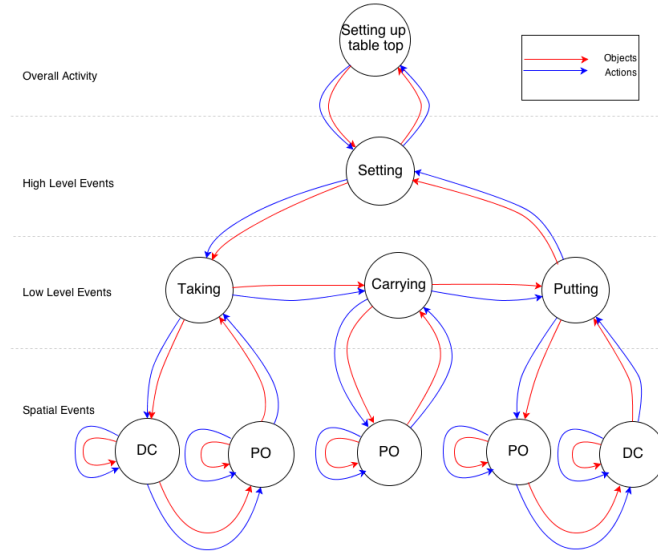 Setting up
table top
Objects
Actions
Overall Activity
Setting
High Level Events
Taking
Carrying
Putting
Low Level Events
Spatial Events
DC
PO
PO
PO
DC